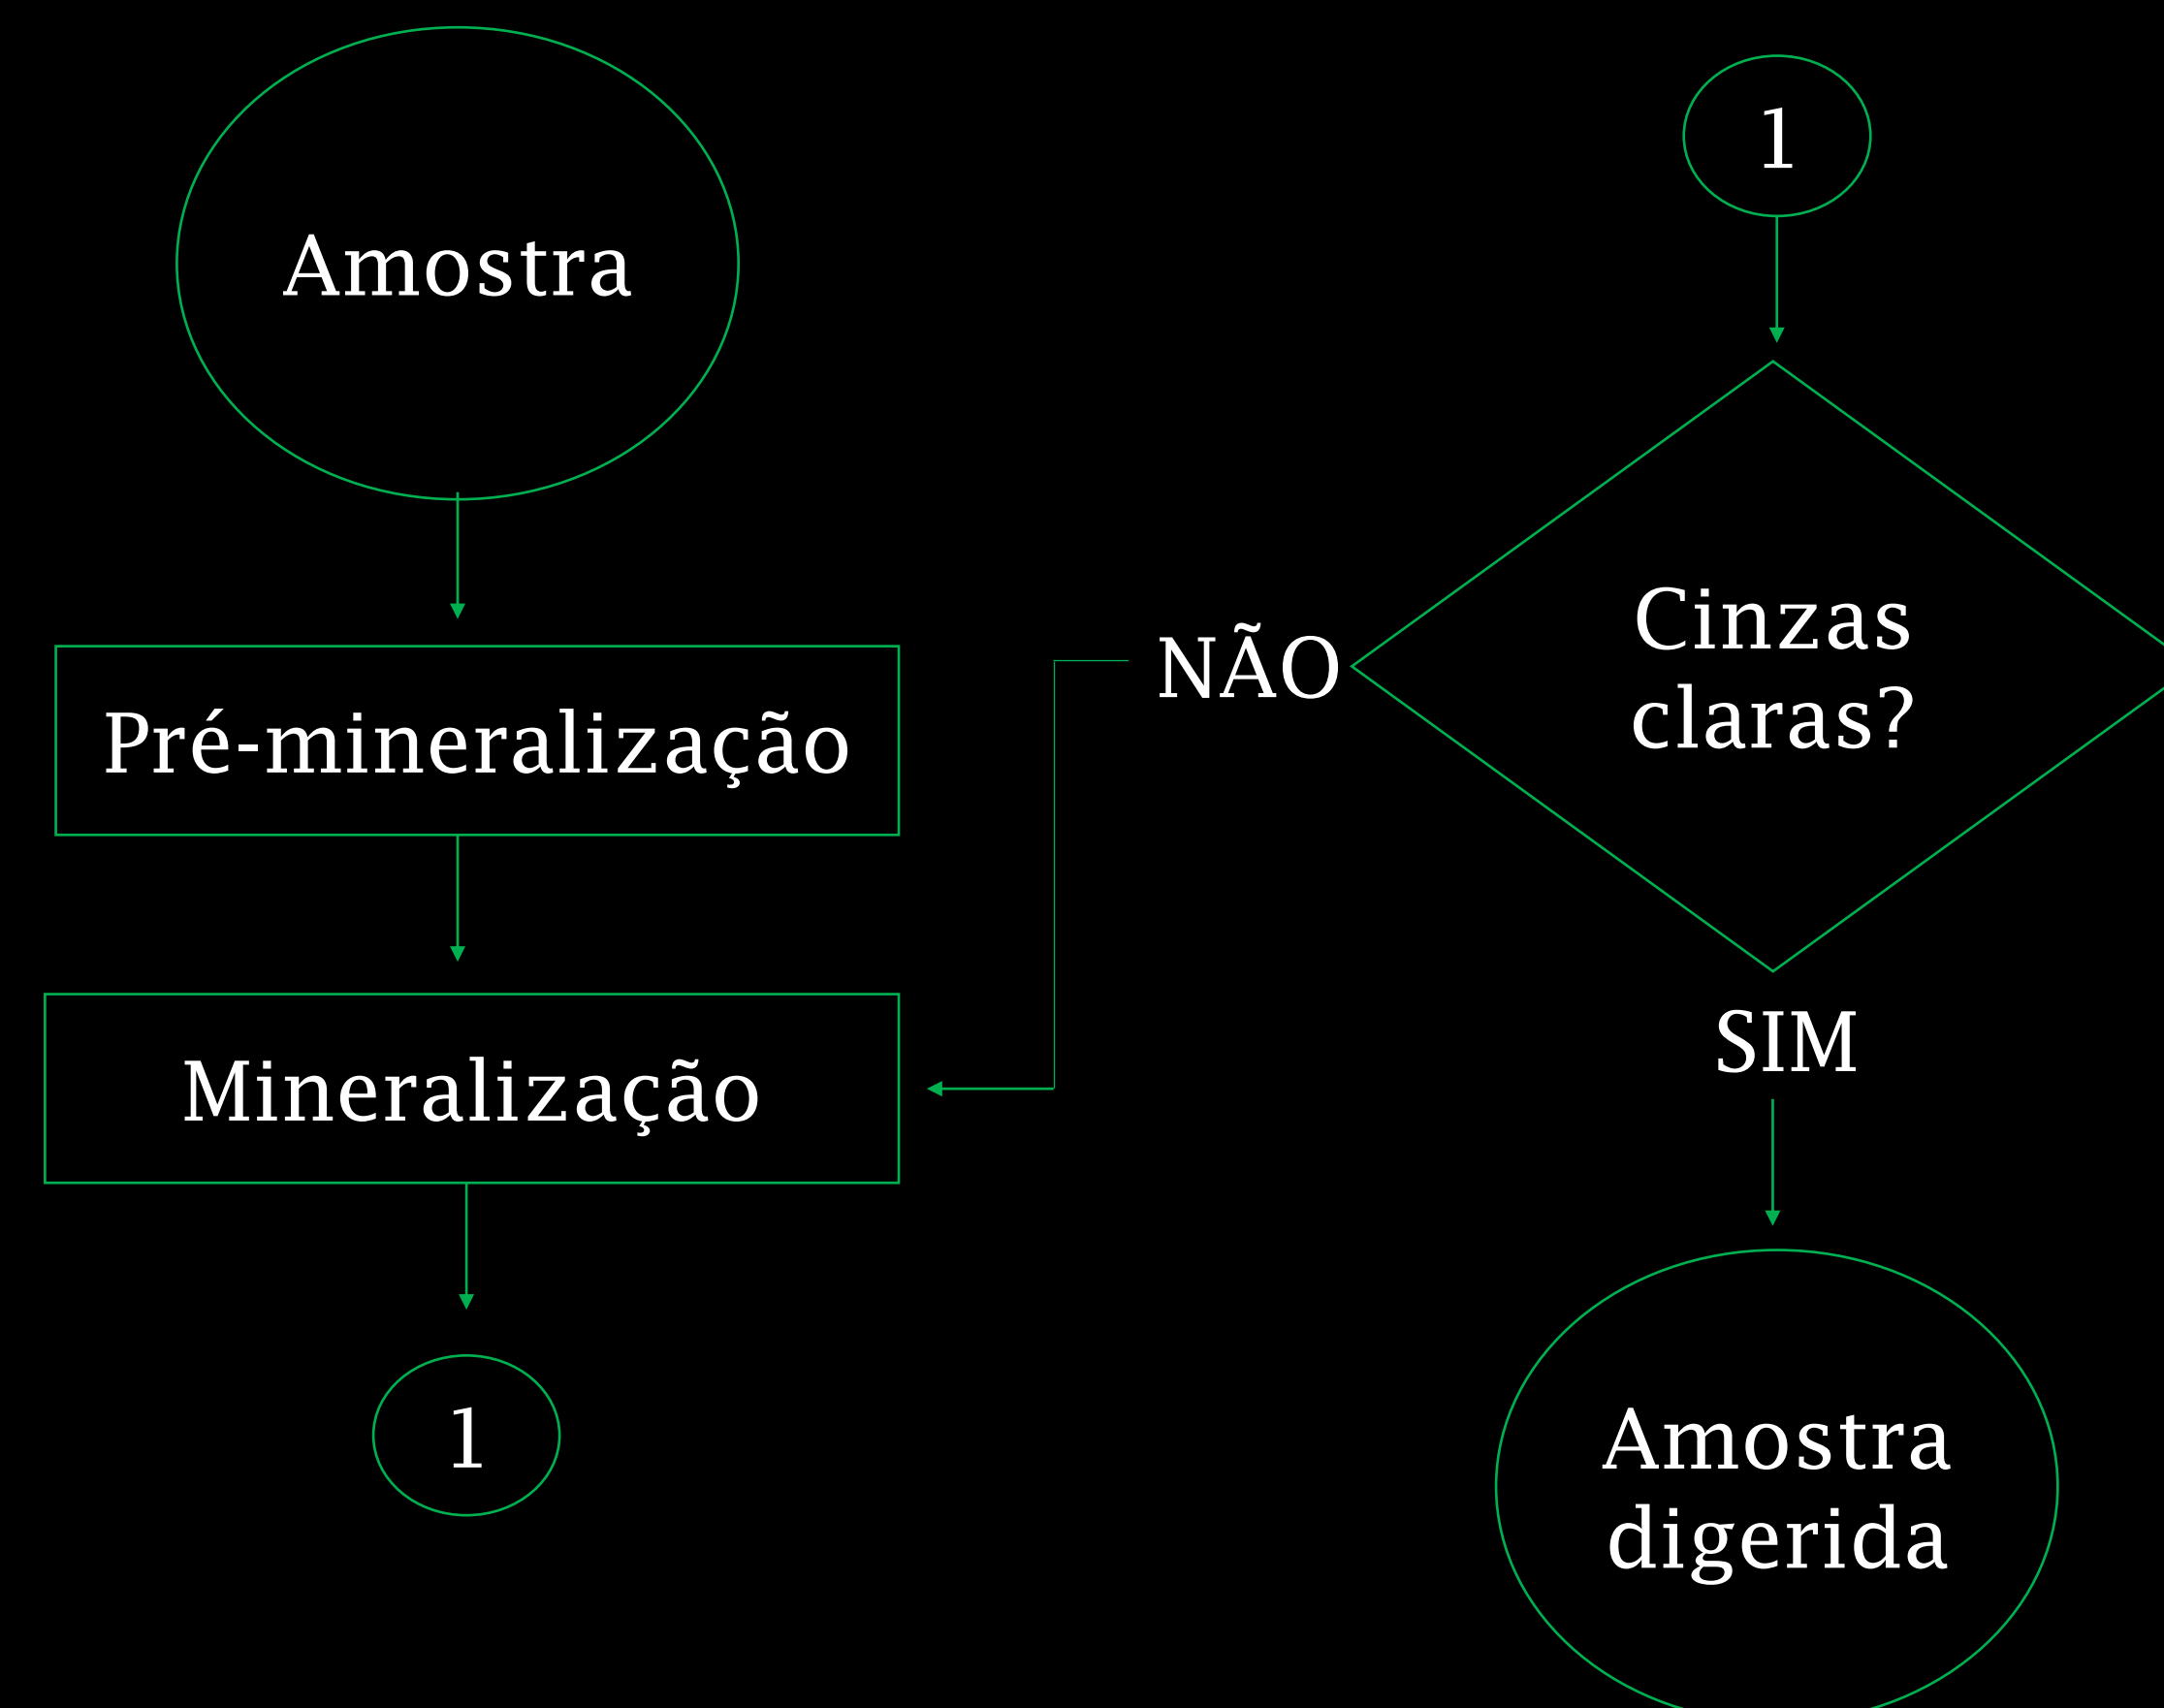 Amostra
Pré-mineralização
Mineralização
1
1
Cinzas
claras?
NÃO
SIM
Amostra
digerida